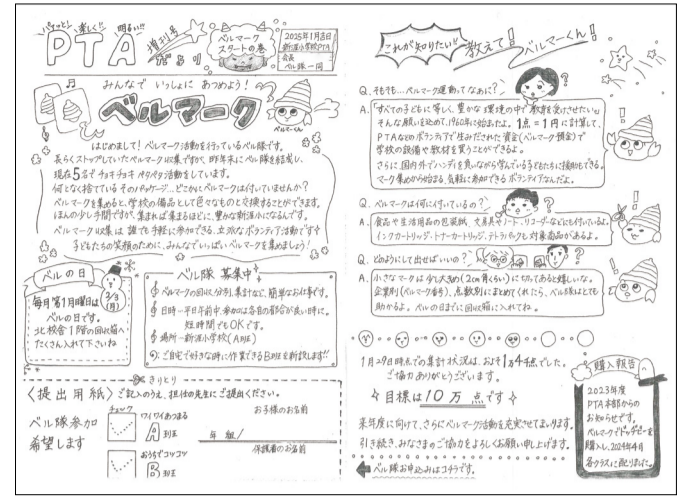 パイッと! 楽しく!! 明るい!!
PTAだより
増刊号
ベルマーク
スタートの巻
2025年1月吉日
新涯小学校PTA
会長
ベル隊一同
みんなで いっしょに あつめよう!
ベルマーク
ベルマーくん
はじめまして! ベルマーク活動を行っているベル隊です。
長らくストップしていたベルマーク収集ですが、昨年末にベル隊を結成し、
現在5名でチョキチョキ ペタペタ活動をしています。
何となく捨てているそのパッケージ…どこかにベルマークは付いていませんか?
ベルマークを集めると、学校の備品として色々なものと交換することができます。
ほんの少し手間ですが、集まれば集まるほどに、豊かな新涯小になるんです。
ベルマーク収集は 誰でも手軽に参加できる、立派なボランティア活動です
子どもたちの笑顔のために、みんなでいっぱいベルマークを集めましょう!
ベルの日
毎月第1月曜日は
ベルの日です。
北校舎1階の回収箱へ
たくさん入れて下さいね
2/3(月)
ベル隊 募集中
ベルマークの回収、分別、集計など、簡単なお仕事です。
日時…平日午前中、参加は各自の都合が良い時に。
短時間でもOKです。
場所…新涯小学校(A班)
ご自宅で好きな時に作業できるB班を新設します!!
きりとり
〈提出用紙〉ご記入のうえ、担任の先生にご提出ください。
ベル隊参加
希望します
チェック
ワイワイあつまる
A班
おうちでコツコツ
B班
お子様のお名前
年 組/
保護者のお名前
これが知りたい!! 教えて! ベルマーくん!
Q. そもそも…ベルマーク運動ってなあに?
A. 「すべての子どもに等しく、豊かな環境の中で教育を受けさせたい」
そんな願いを込めて、1960年に始まったよ。1点=1円に計算して、
PTAなどのボランティアで生みだされた資金(ベルマーク預金)で
学校の設備や教材を買うことができるよ。
さらに、国内外でハンディを負いながら学んでいる子どもたちに援助もできる。
マーク集めから始まる、気軽に参加できるボランティアなんだよ。
Q. ベルマークは何に付いているの?
A. 食品や生活用品の包装紙、文房具やノート・リコーダーなどにも付いているよ。
インクカートリッジ・トナーカートリッジ、テトラパックも対象商品があるよ。
Q. どのようにして出せばいいの?
A. 小さなマークは少し大きめ(2cm角くらい)に切ってあると嬉しいな。
企業別(ベルマーク番号)、点数別にまとめてくれたら、ベル隊はとても
助かるよ。ベルの日までに回収箱に入れてね。
1月29日時点での集計状況は、およそ1万4千点でした。
ご協力ありがとうございます。
目標は10万点です
来年度に向けて、さらにベルマーク活動を充実させてまいります。
引き続き、みなさまのご協力をよろしくお願い申し上げます。
ベル隊お申込みはコチラです。
購入報告
2023年度
PTA本部からの
お知らせです。
ベルマークでドッヂビーを
購入し、2024年4月
各クラスに配りました。